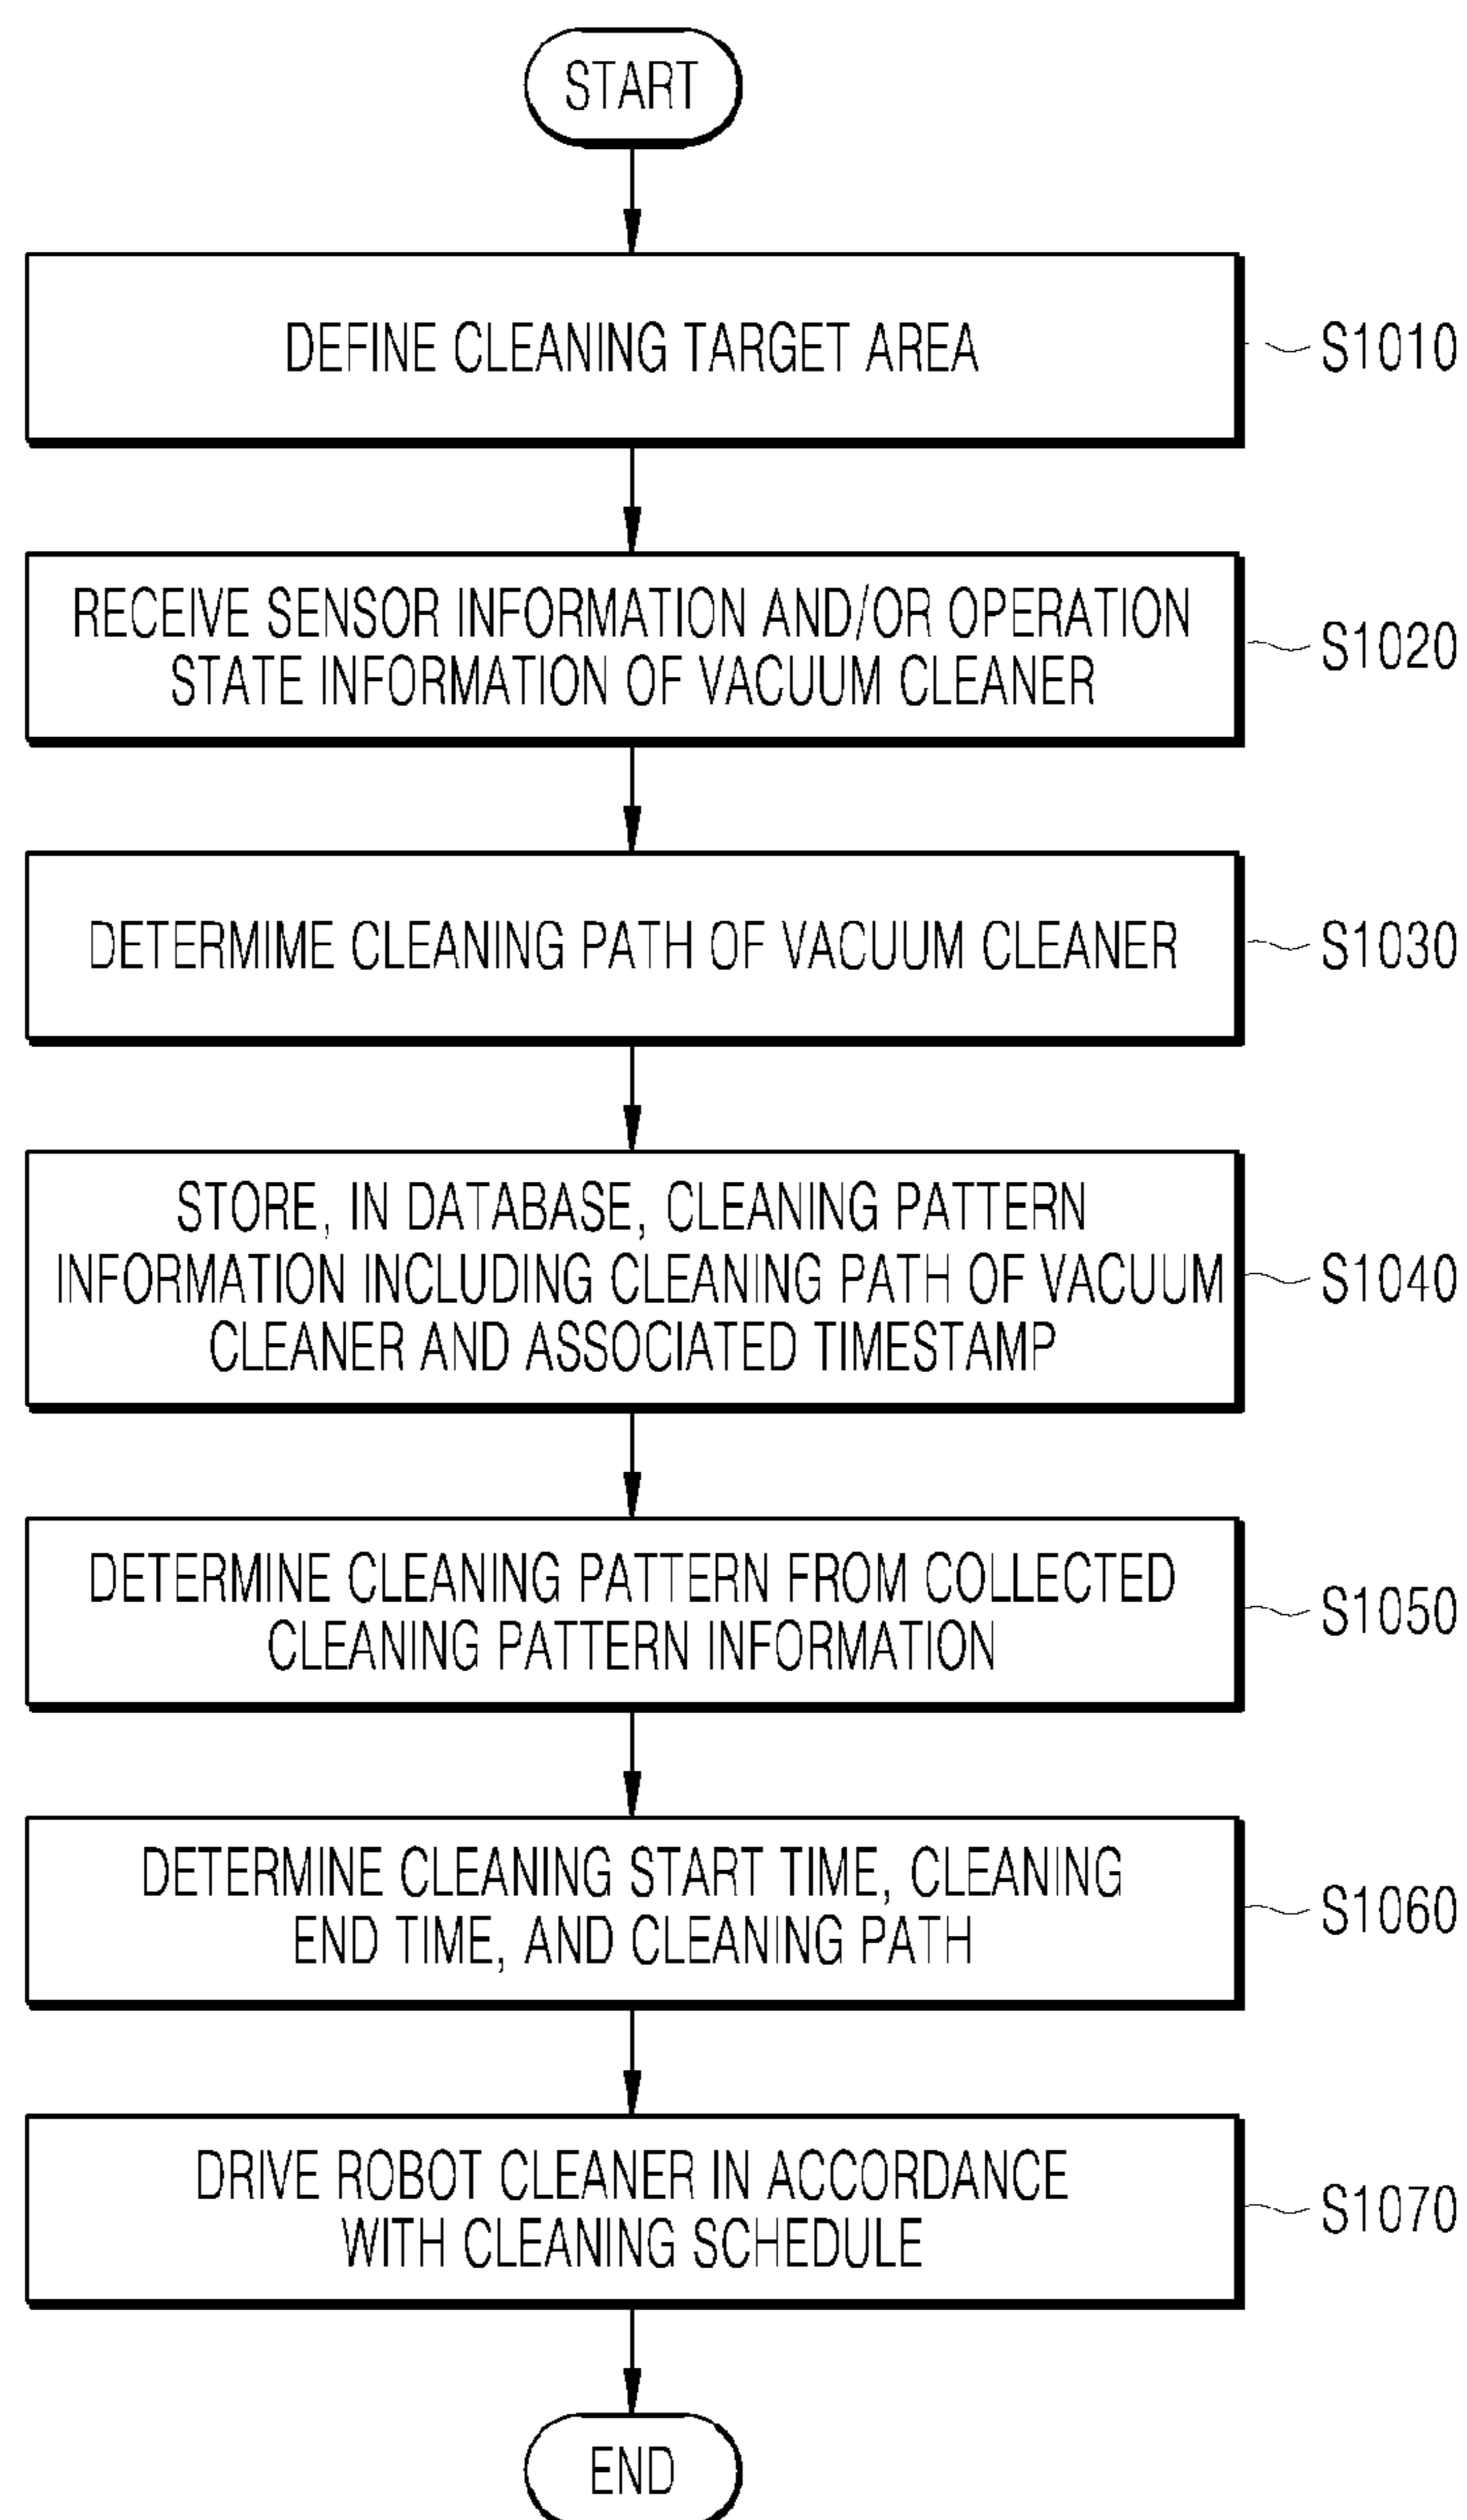 START
DEFINE CLEANING TARGET AREA
S1010
RECEIVE SENSOR INFORMATION AND/OR OPERATION
STATE INFORMATION OF VACUUM CLEANER
S1020
DETERMIME CLEANING PATH OF VACUUM CLEANER
S1030
STORE, IN DATABASE, CLEANING PATTERN
INFORMATION INCLUDING CLEANING PATH OF VACUUM
CLEANER AND ASSOCIATED TIMESTAMP
S1040
DETERMINE CLEANING PATTERN FROM COLLECTED
CLEANING PATTERN INFORMATION
S1050
DETERMINE CLEANING START TIME, CLEANING
END TIME, AND CLEANING PATH
S1060
DRIVE ROBOT CLEANER IN ACCORDANCE
WITH CLEANING SCHEDULE
S1070
END